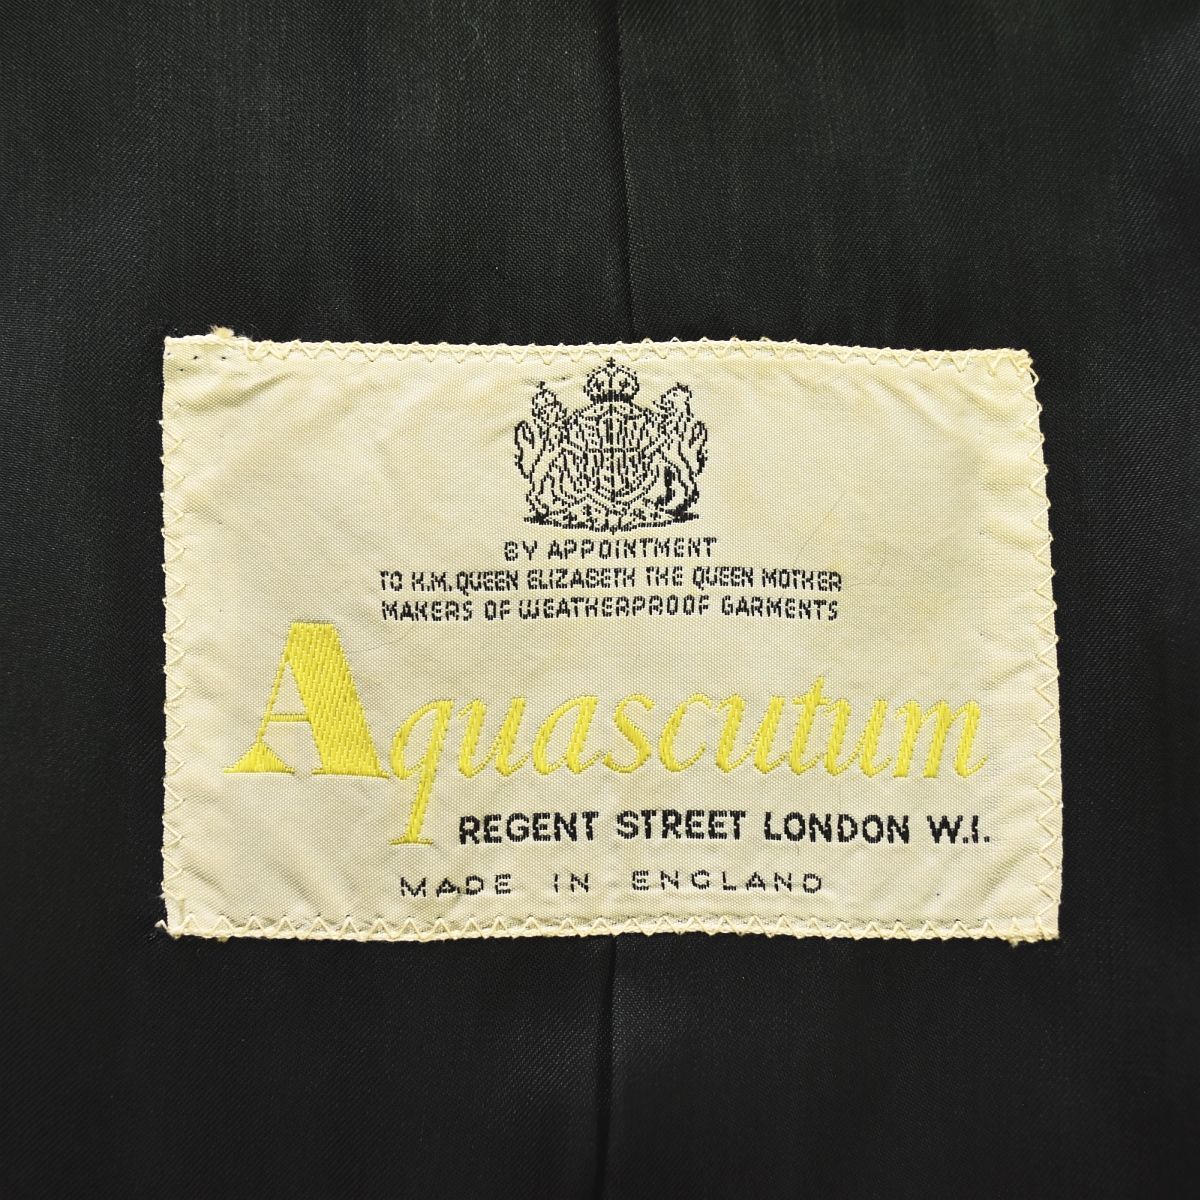 BY APPOINTMENT
TO H.M. QUEEN ELIZABETH THE QUEEN MOTHER
MAKERS OF WEATHERPROOF GARMENTS
Aquascutum
REGENT STREET LONDON W.I.
MADE IN ENGLAND